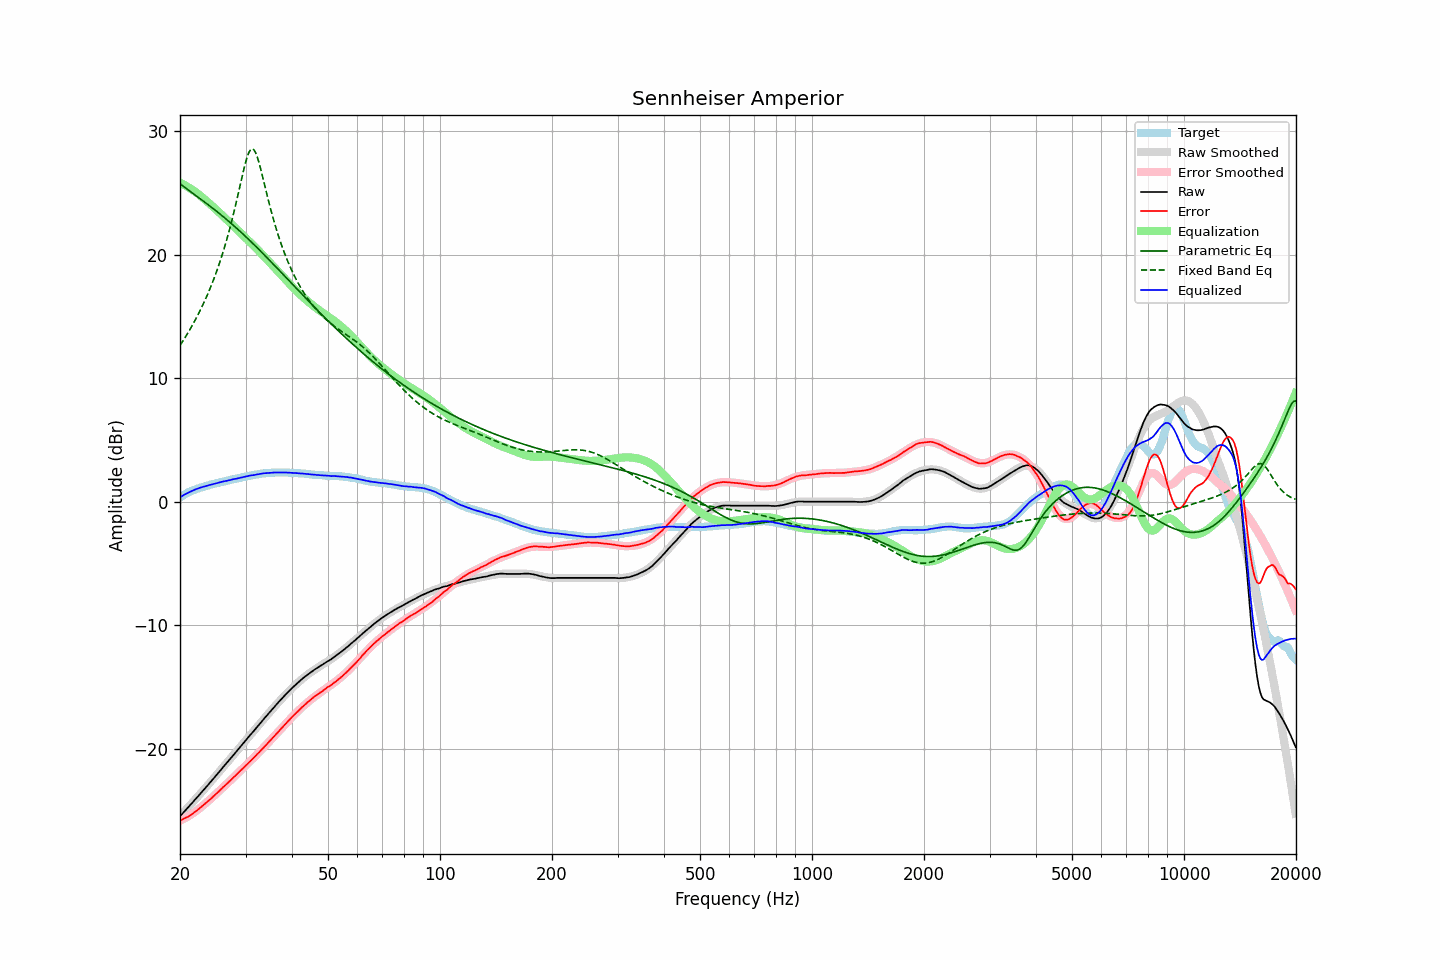 Sennheiser Amperior
30
20
10
0
−10
−20
Amplitude (dBr)
20
50
100
200
500
1000
2000
5000
10000
20000
Frequency (Hz)
Target
Raw Smoothed
Error Smoothed
Raw
Error
Equalization
Parametric Eq
Fixed Band Eq
Equalized